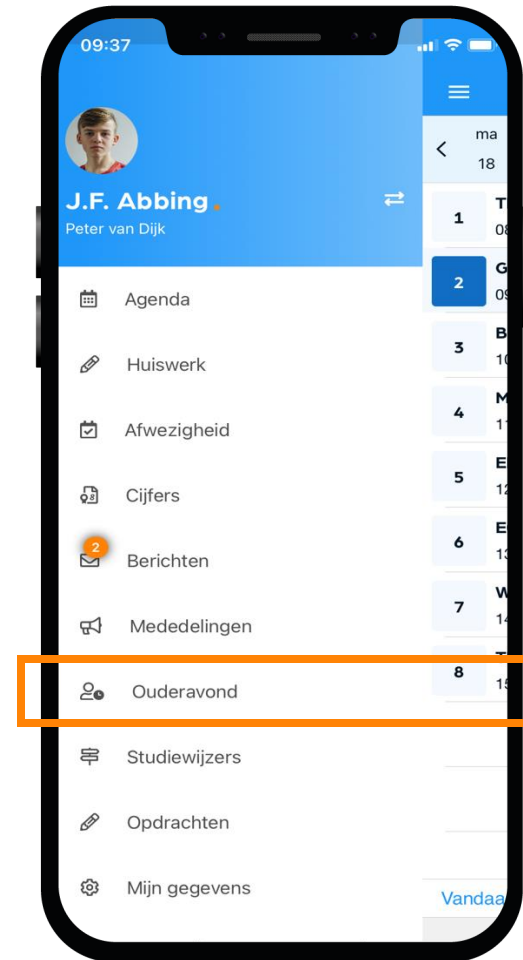 09:37
J.F. Abbing.
Peter van Dijk
Agenda
Huiswerk
Afwezigheid
Cijfers
2
Berichten
Mededelingen
Ouderavond
Studiewijzers
Opdrachten
Mijn gegevens
ma
18
1
2
3
4
5
6
7
8